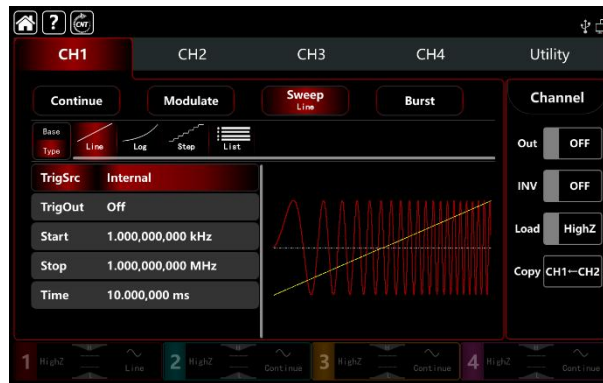 ? CNT
CH1 CH2 CH3 CH4 Utility
Continue Modulate Sweep Burst Channel
Line
Base
Type Line Log Step List
Out OFF
TrigSrc Internal
INV OFF
TrigOut Off
Start 1.000,000,000 kHz
Load HighZ
Stop 1.000,000,000 MHz
Copy CH1←CH2
Time 10.000,000 ms
1 HighZ Line 2 HighZ Continue 3 HighZ Continue 4 HighZ Continue